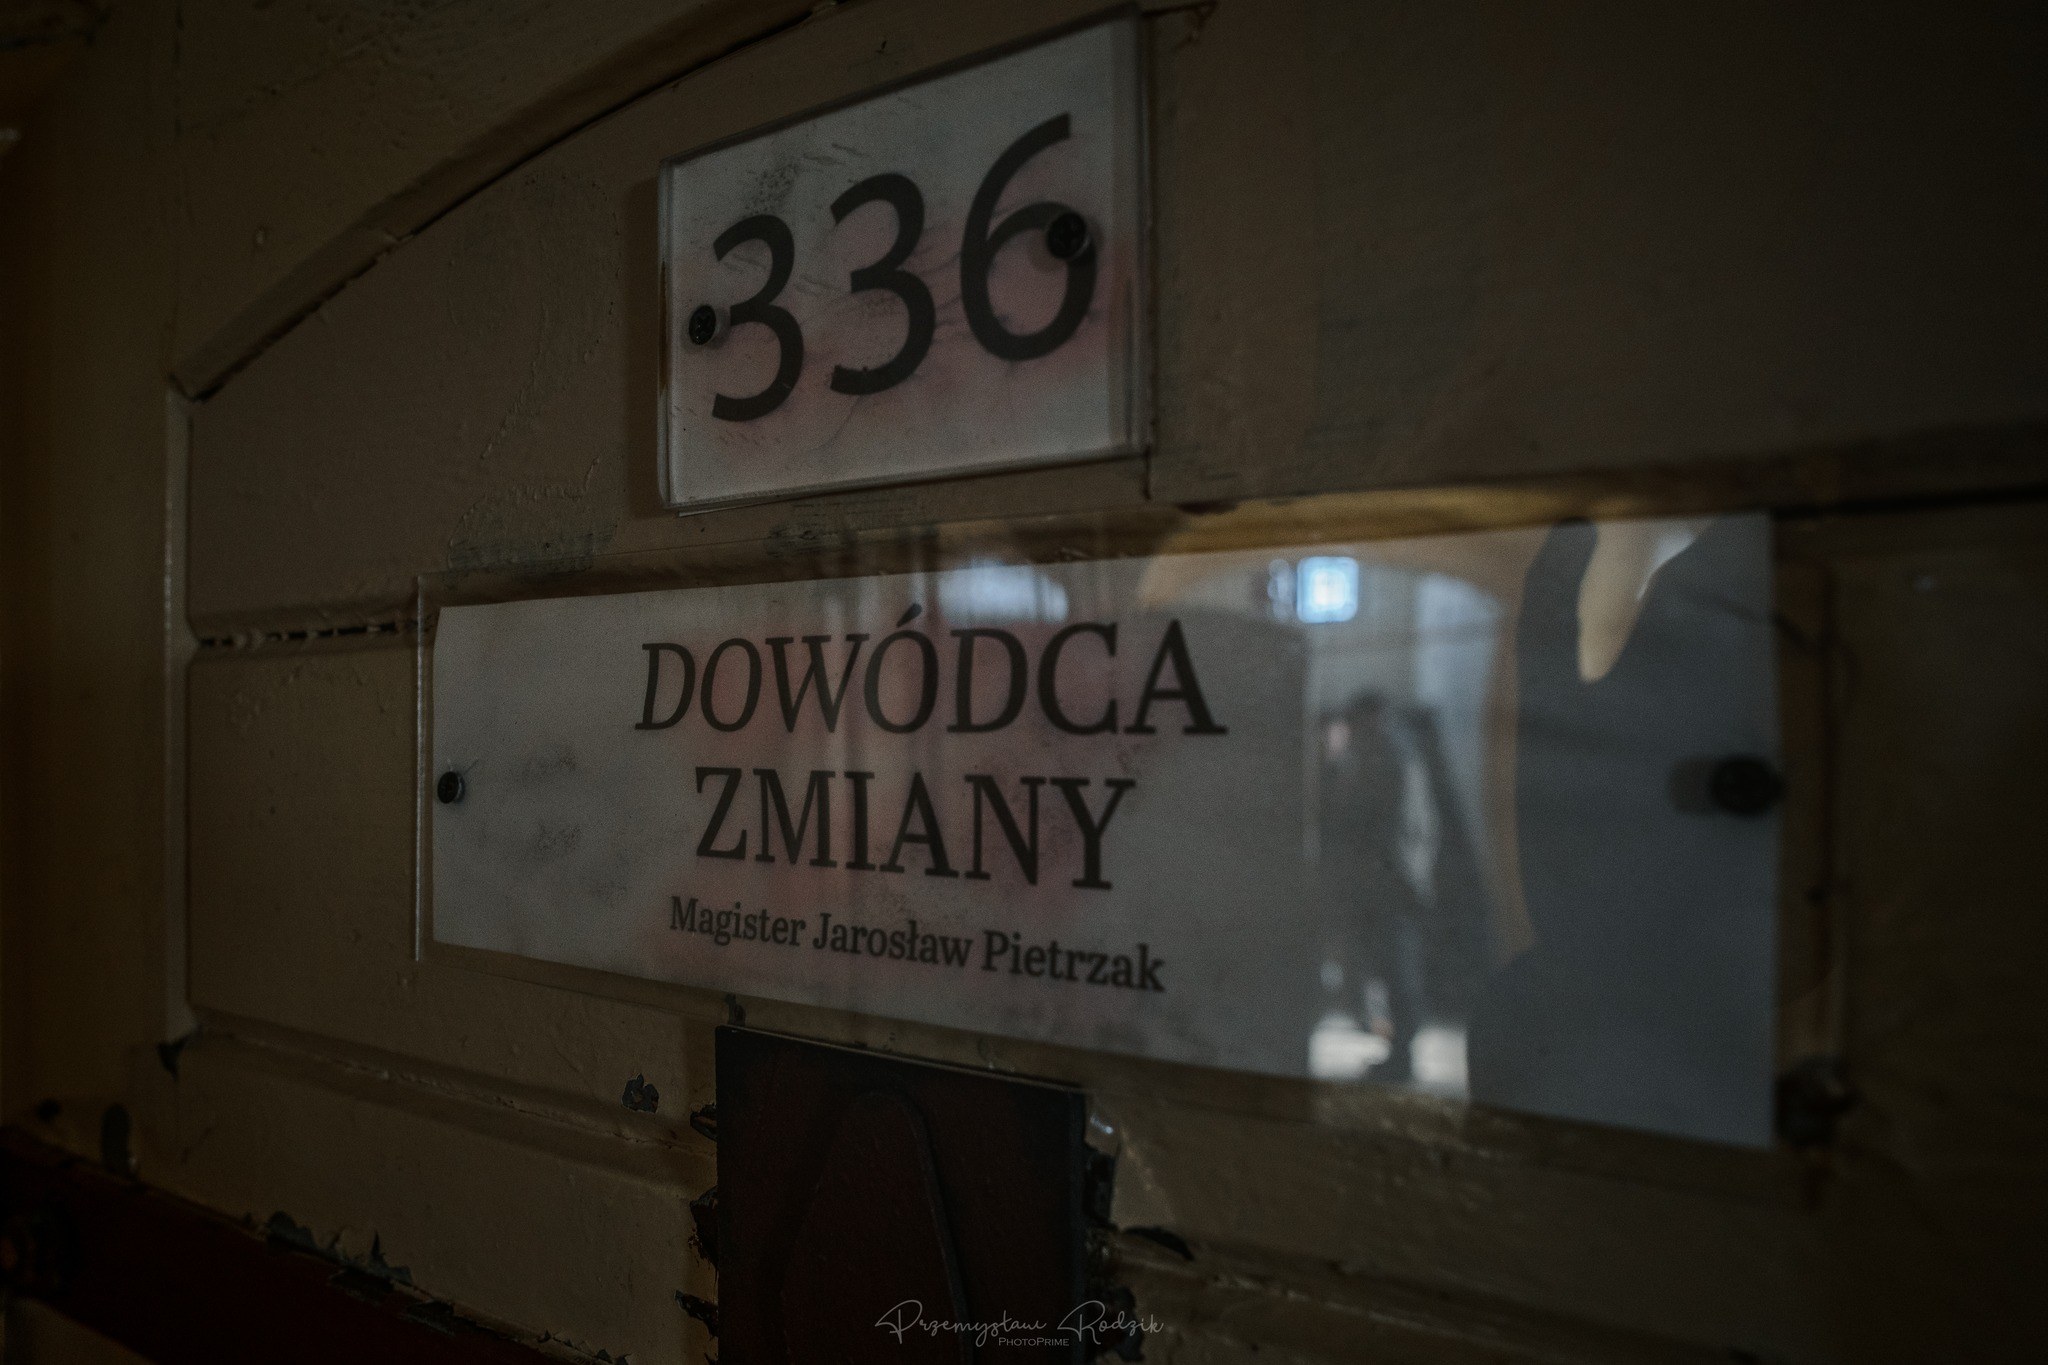 336
DOWÓDCA
ZMIANY
Magister Jarosław Pietrzak
Przemysław Rodzik
PHOTOPRIME